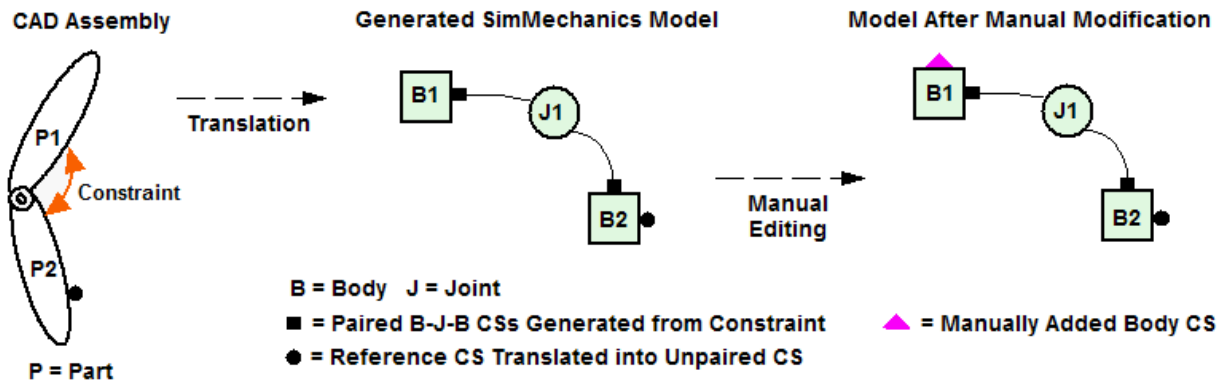 CAD Assembly
Generated SimMechanics Model
Model After Manual Modification
P1
Constraint
P2
P = Part
Translation
B1
J1
B2
Manual
Editing
B1
J1
B2
B = Body J = Joint
= Paired B-J-B CSs Generated from Constraint
= Reference CS Translated into Unpaired CS
= Manually Added Body CS